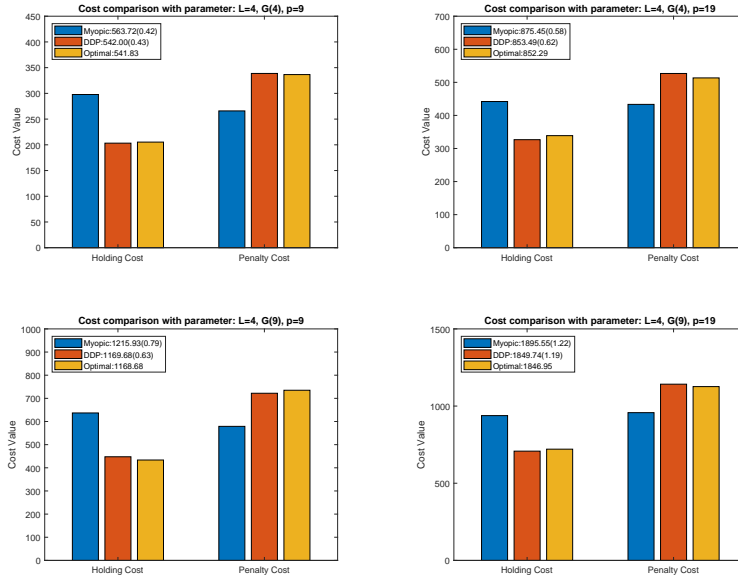 Cost comparison with parameter: L=4, G(4), p=9
450
400
350
300
250
200
150
100
50
0
Cost Value
Myopic:563.72(0.42)
DDP:542.00(0.43)
Optimal:541.83
Holding Cost
Penalty Cost
Cost comparison with parameter: L=4, G(4), p=19
700
600
500
400
300
200
100
0
Cost Value
Myopic:875.45(0.58)
DDP:853.49(0.62)
Optimal:852.29
Holding Cost
Penalty Cost
Cost comparison with parameter: L=4, G(9), p=9
1000
900
800
700
600
500
400
300
200
100
0
Cost Value
Myopic:1215.93(0.79)
DDP:1169.68(0.63)
Optimal:1168.68
Holding Cost
Penalty Cost
Cost comparison with parameter: L=4, G(9), p=19
1500
1000
500
0
Cost Value
Myopic:1895.55(1.22)
DDP:1849.74(1.19)
Optimal:1846.95
Holding Cost
Penalty Cost